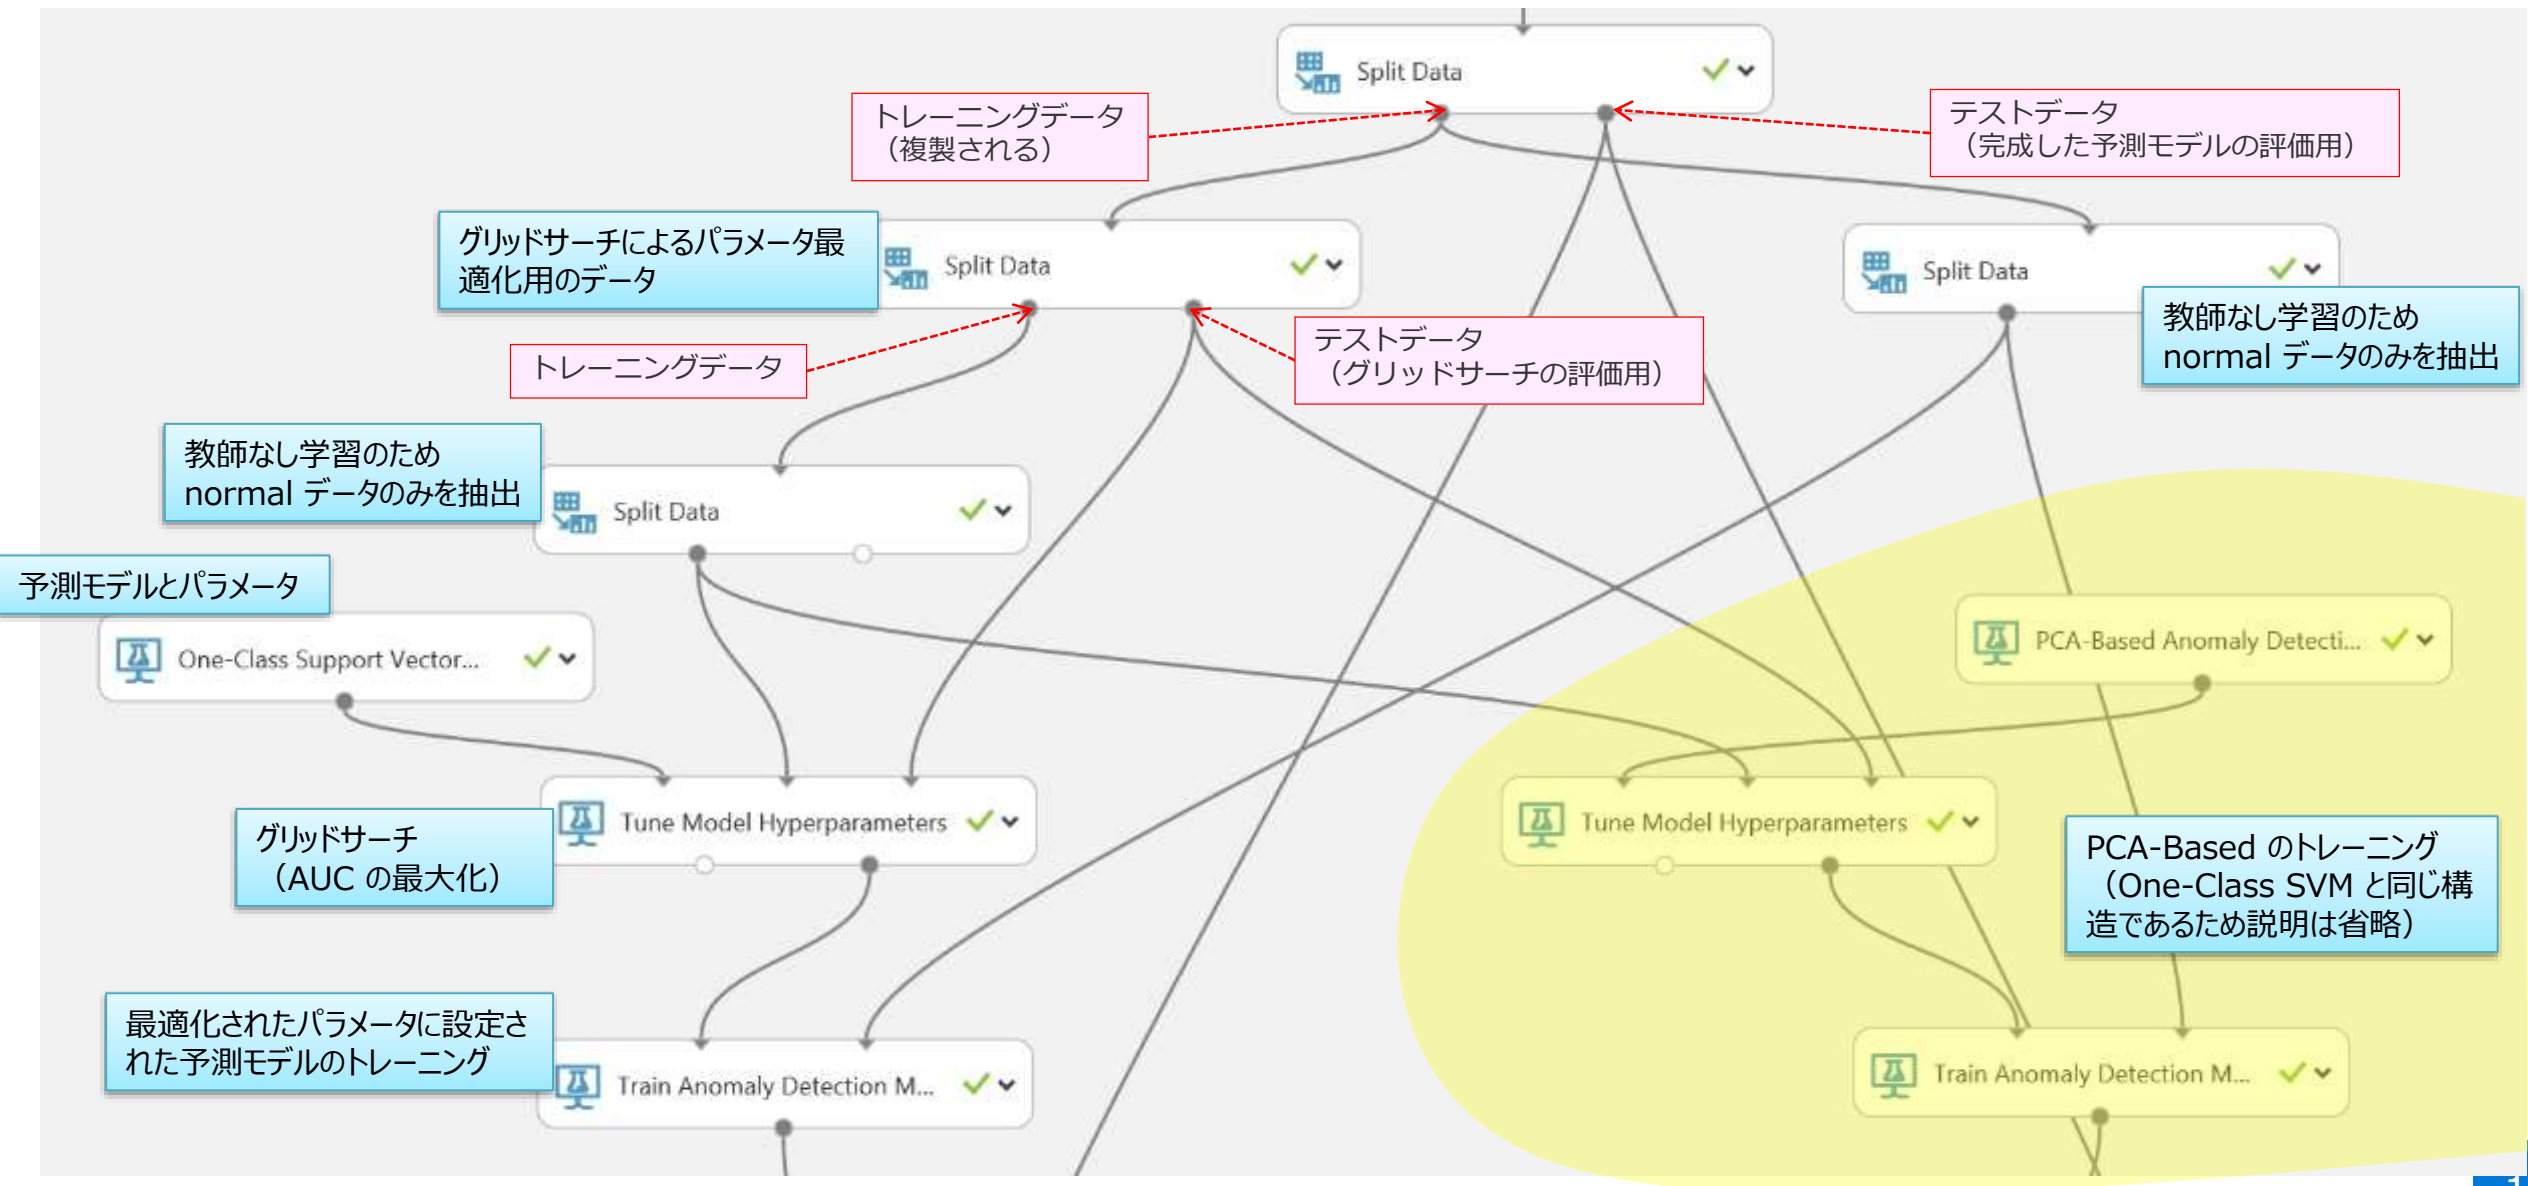 Split Data
トレーニングデータ
（複製される）
テストデータ
（完成した予測モデルの評価用）
グリッドサーチによるパラメータ最
適化用のデータ
Split Data
Split Data
教師なし学習のため
normal データのみを抽出
トレーニングデータ
テストデータ
（グリッドサーチの評価用）
教師なし学習のため
normal データのみを抽出
Split Data
予測モデルとパラメータ
One-Class Support Vector...
PCA-Based Anomaly Detecti...
グリッドサーチ
（AUC の最大化）
Tune Model Hyperparameters
Tune Model Hyperparameters
PCA-Based のトレーニング
（One-Class SVM と同じ構
造であるため説明は省略）
最適化されたパラメータに設定さ
れた予測モデルのトレーニング
Train Anomaly Detection M...
Train Anomaly Detection M...